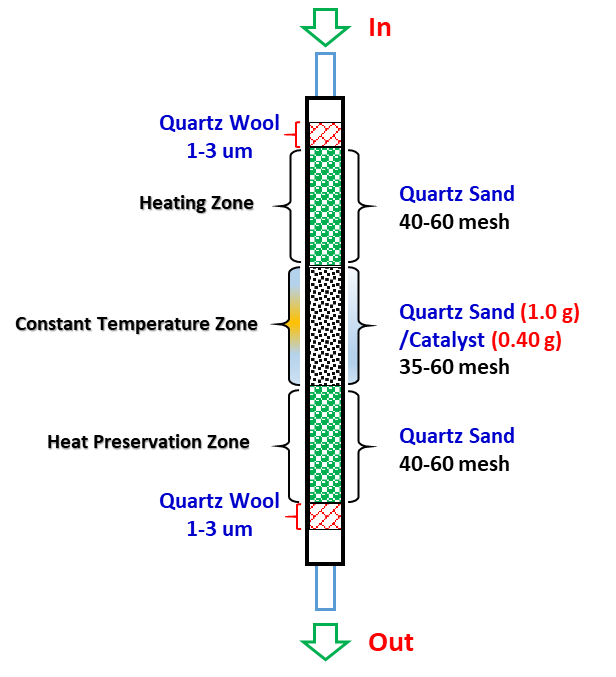 In
Quartz Wool
1-3 um
Heating Zone
Quartz Sand
40-60 mesh
Constant Temperature Zone
Quartz Sand (1.0 g)
/Catalyst (0.40 g)
35-60 mesh
Heat Preservation Zone
Quartz Sand
40-60 mesh
Quartz Wool
1-3 um
Out